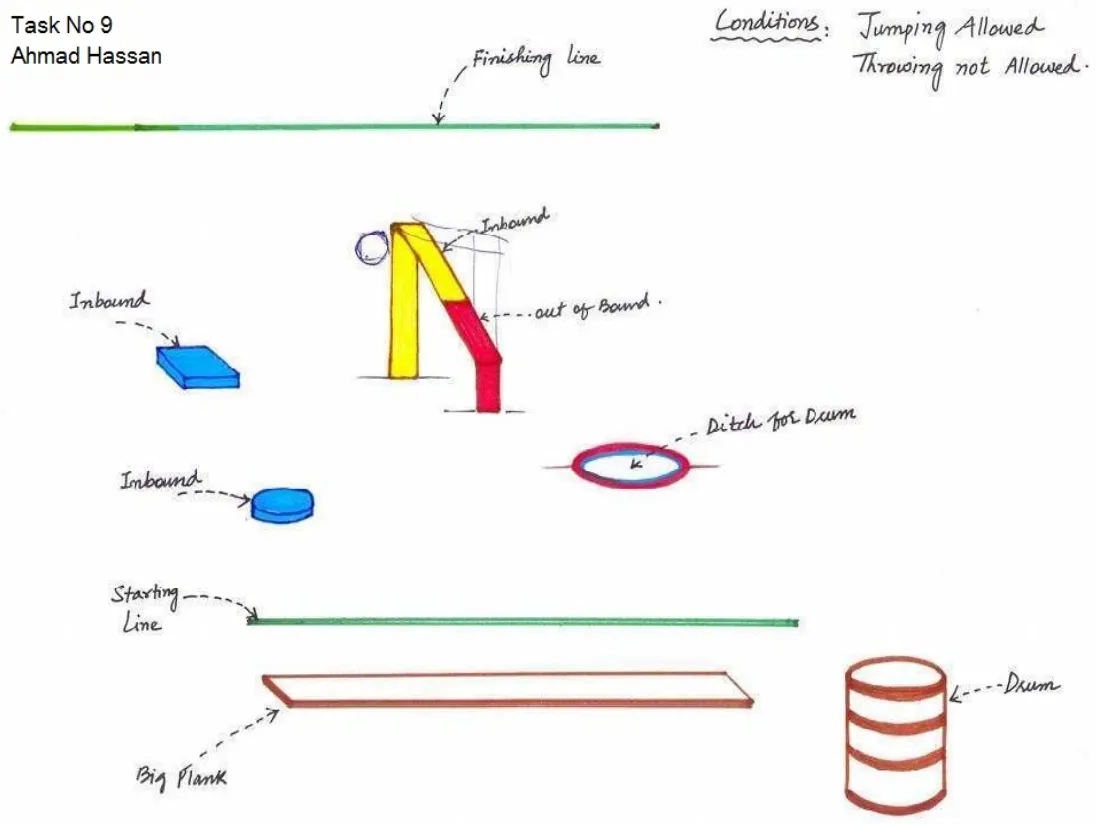 Task No 9
Ahmad Hassan
Conditions: Jumping Allowed
Throwing not Allowed.
Finishing line
Inbound
Inbound
out of Bound.
Ditch for Drum
Inbound
Starting
Line
Drum
Big Plank